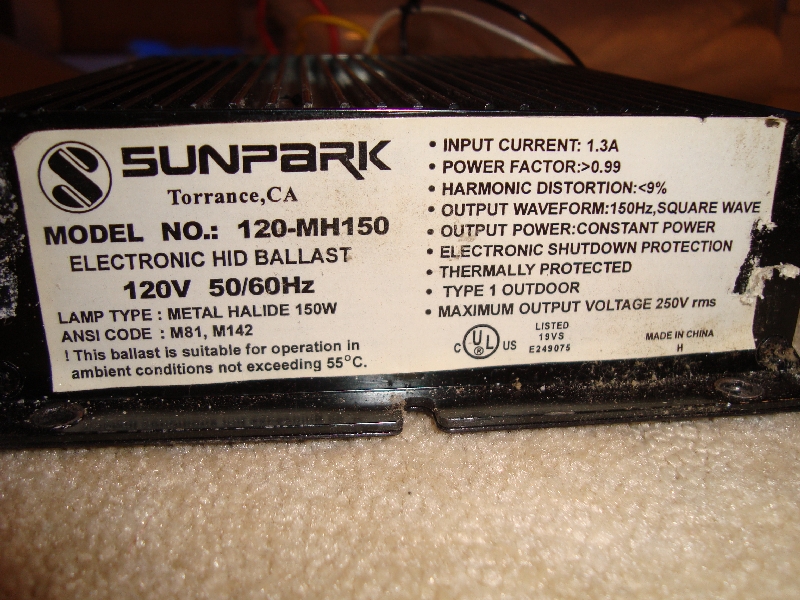 SUNPARK
Torrance,CA
MODEL NO.: 120-MH150
ELECTRONIC HID BALLAST
120V 50/60Hz
LAMP TYPE : METAL HALIDE 150W
ANSI CODE : M81, M142
! This ballast is suitable for operation in
ambient conditions not exceeding 55°C.
• INPUT CURRENT: 1.3A
• POWER FACTOR:>0.99
• HARMONIC DISTORTION:<9%
• OUTPUT WAVEFORM:150Hz,SQUARE WAVE
• OUTPUT POWER:CONSTANT POWER
• ELECTRONIC SHUTDOWN PROTECTION
• THERMALLY PROTECTED
• TYPE 1 OUTDOOR
• MAXIMUM OUTPUT VOLTAGE 250V rms
C UL ® US
LISTED
19VS
E249075
MADE IN CHINA
H